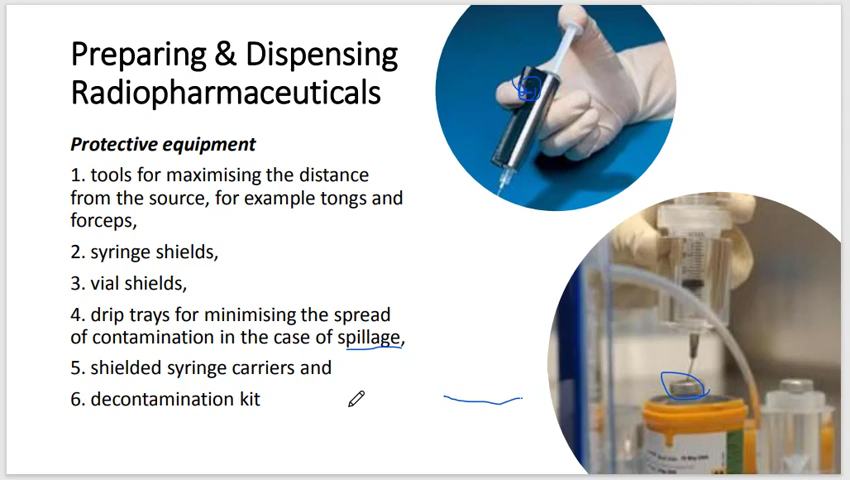 Preparing & Dispensing
Radiopharmaceuticals
Protective equipment
1. tools for maximising the distance
from the source, for example tongs and
forceps,
2. syringe shields,
3. vial shields,
4. drip trays for minimising the spread
of contamination in the case of spillage,
5. shielded syringe carriers and
6. decontamination kit